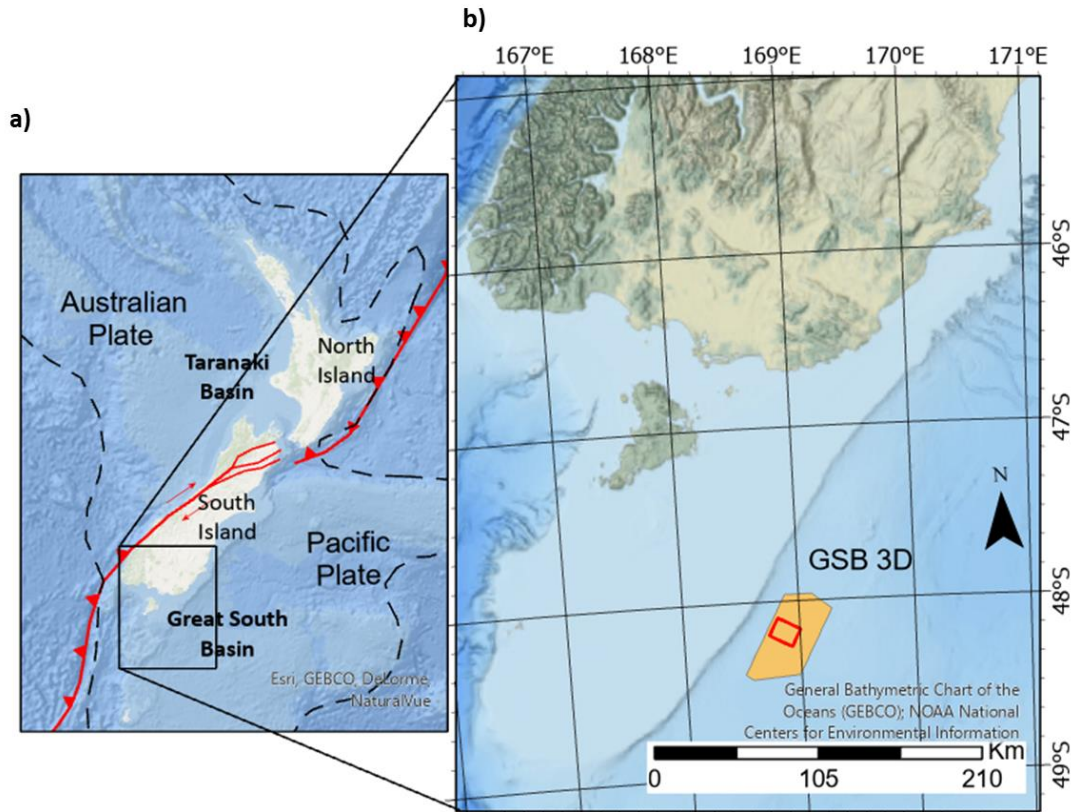 a)
Australian
Plate
Taranaki
Basin
North
Island
South
Island
Pacific
Plate
Great South
Basin
Esri, GEBCO, DeLorme,
NaturalVue
b)
167°E 168°E 169°E 170°E 171°E
46°S
47°S
N
GSB 3D
48°S
General Bathymetric Chart of the
Oceans (GEBCO); NOAA National
Centers for Environmental Information
Km
0 105 210
49°S